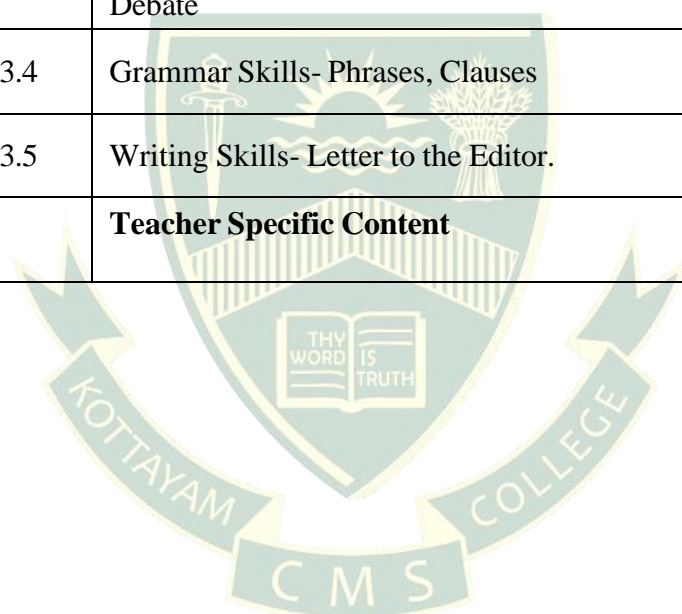 Debate
3.4 Grammar Skills- Phrases, Clauses
3.5 Writing Skills- Letter to the Editor.
Teacher Specific Content
THY
WORD IS
TRUTH
KOTTAYAM
COLLEGE
CMS